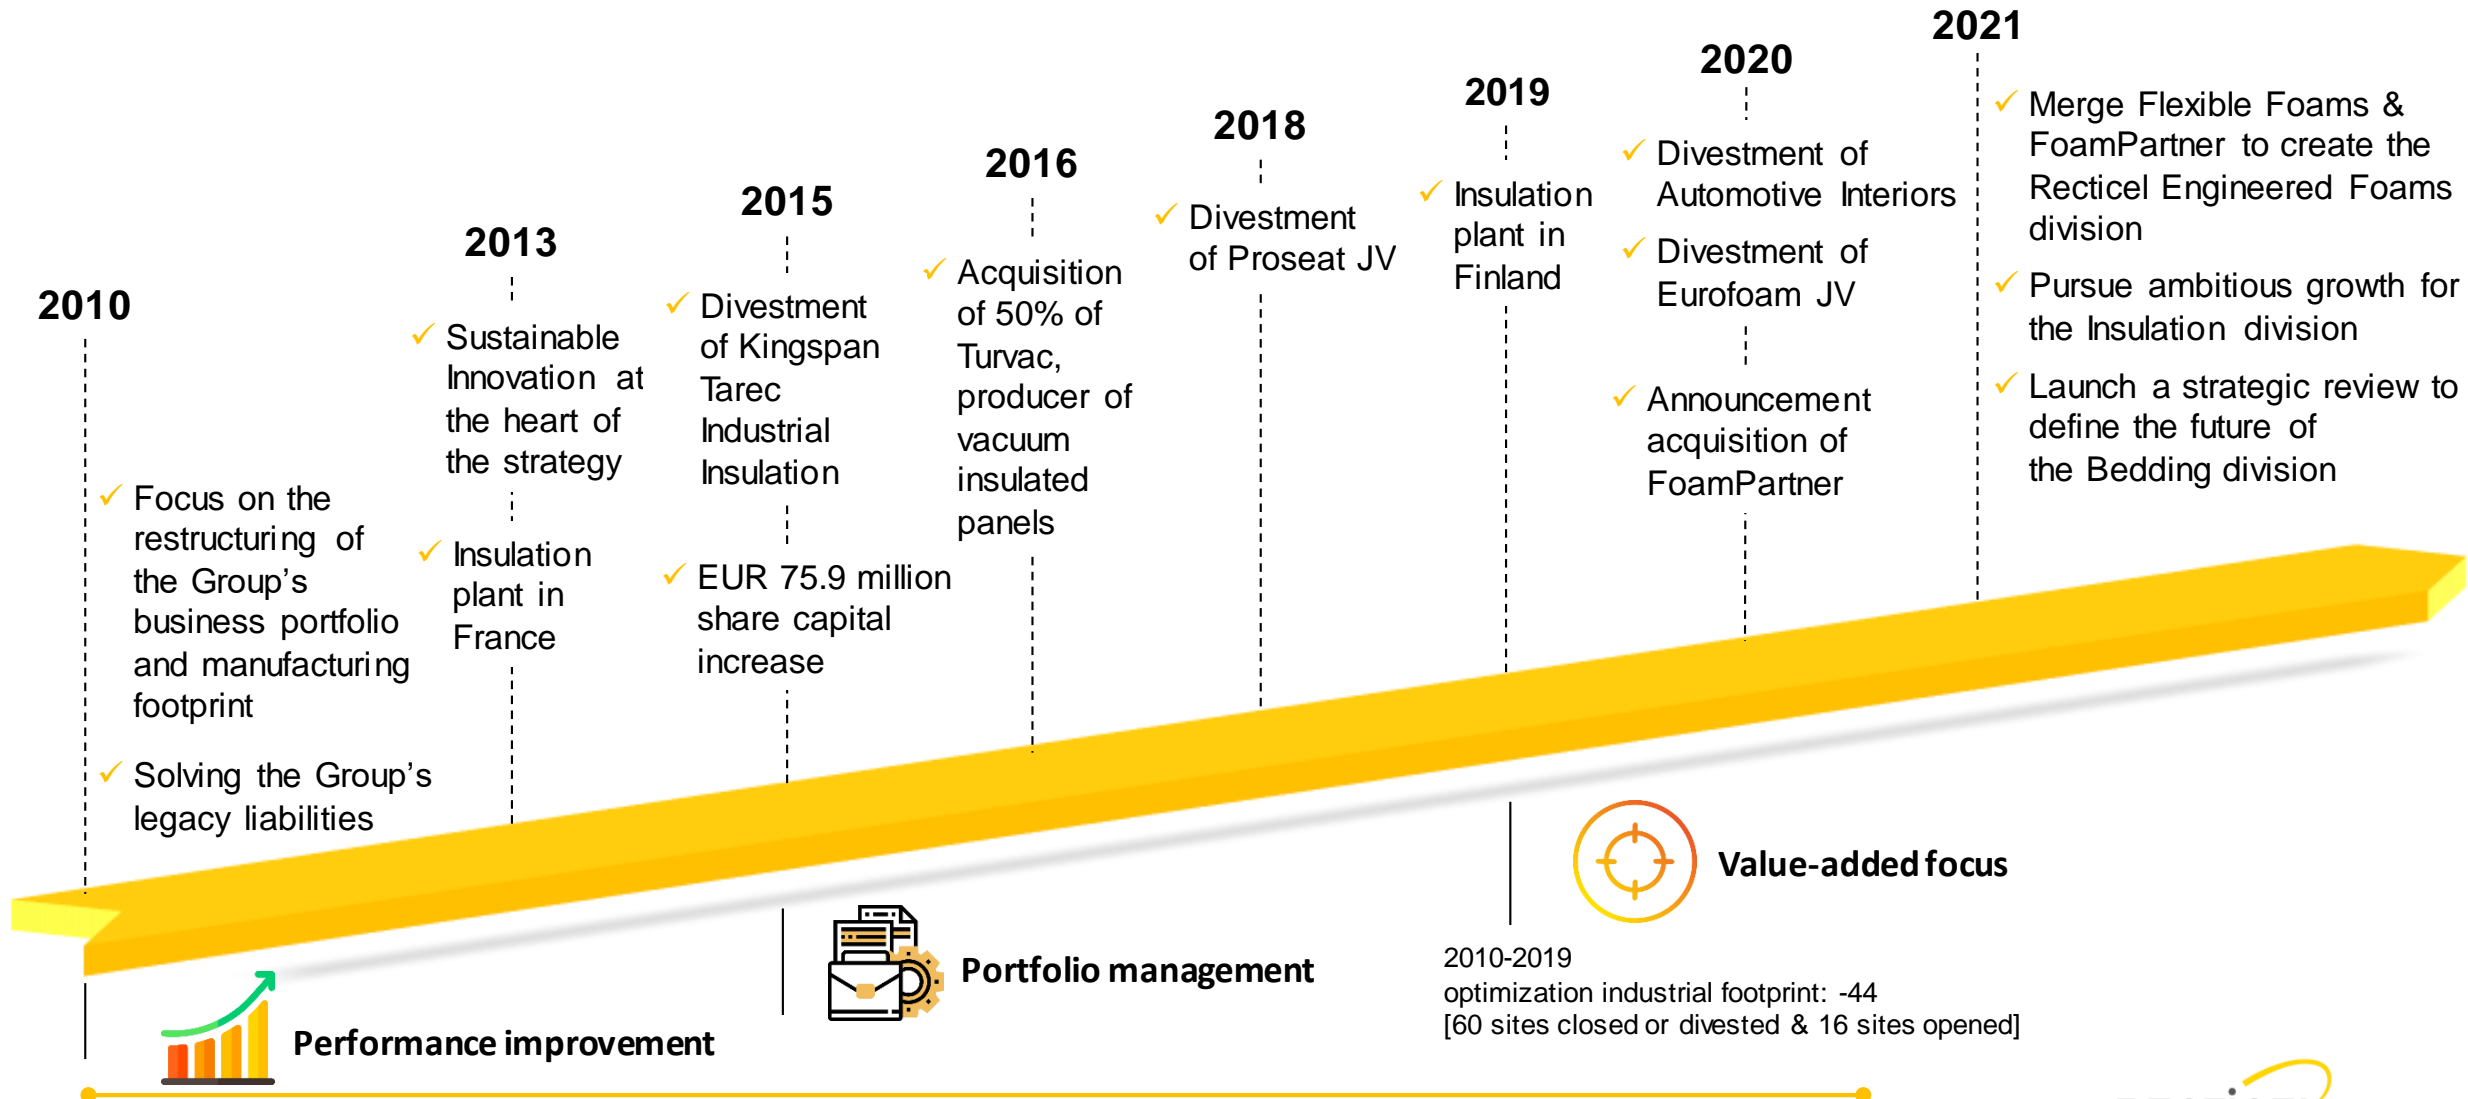 2010
Focus on the
restructuring of
the Group's
business portfolio
and manufacturing
footprint
Solving the Group's
legacy liabilities
2013
Sustainable
Innovation at
the heart of
the strategy
Insulation
plant in
France
2015
Divestment
of Kingspan
Tarec
Industrial
Insulation
EUR 75.9 million
share capital
increase
2016
Acquisition
of 50% of
Turvac,
producer of
vacuum
insulated
panels
2018
Divestment
of Proseat JV
2019
Insulation
plant in
Finland
2020
Divestment of
Automotive Interiors
Divestment of
Eurofoam JV
Announcement
acquisition of
FoamPartner
2021
Merge Flexible Foams &
FoamPartner to create the
Recticel Engineered Foams
division
Pursue ambitious growth for
the Insulation division
Launch a strategic review to
define the future of
the Bedding division
Performance improvement
Portfolio management
Value-added focus
2010-2019
optimization industrial footprint: -44
[60 sites closed or divested & 16 sites opened]